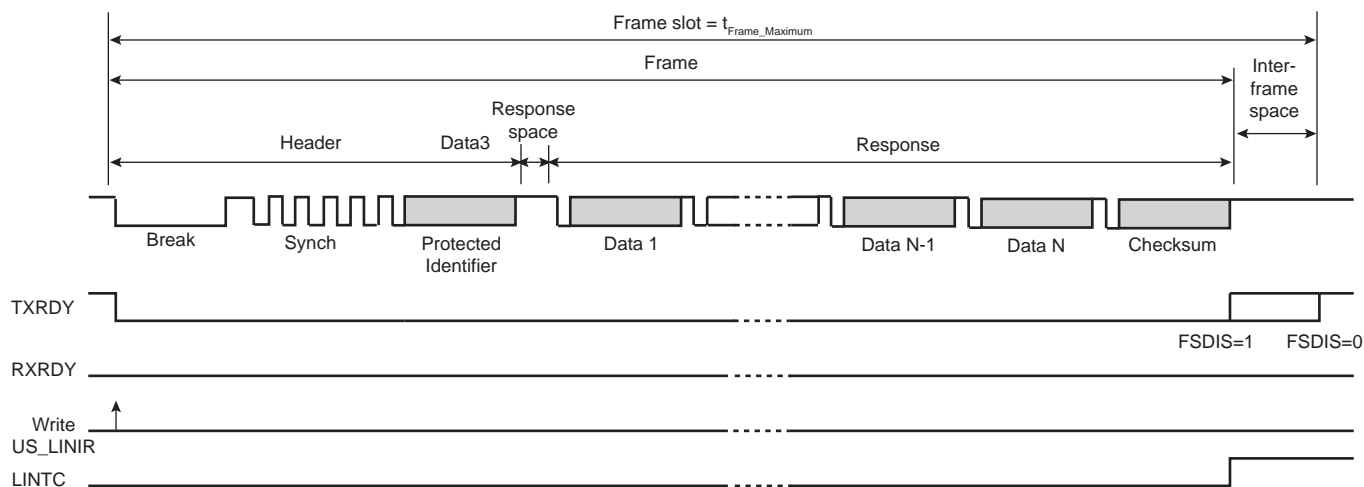 Frame slot = tFrame_Maximum
Frame
Inter-
frame
space
Response
space
Header
Data3
Response
Break
Synch
Protected
Identifier
Data 1
Data N-1
Data N
Checksum
TXRDY
FSDIS=1
FSDIS=0
RXRDY
Write
US_LINIR
LINTC